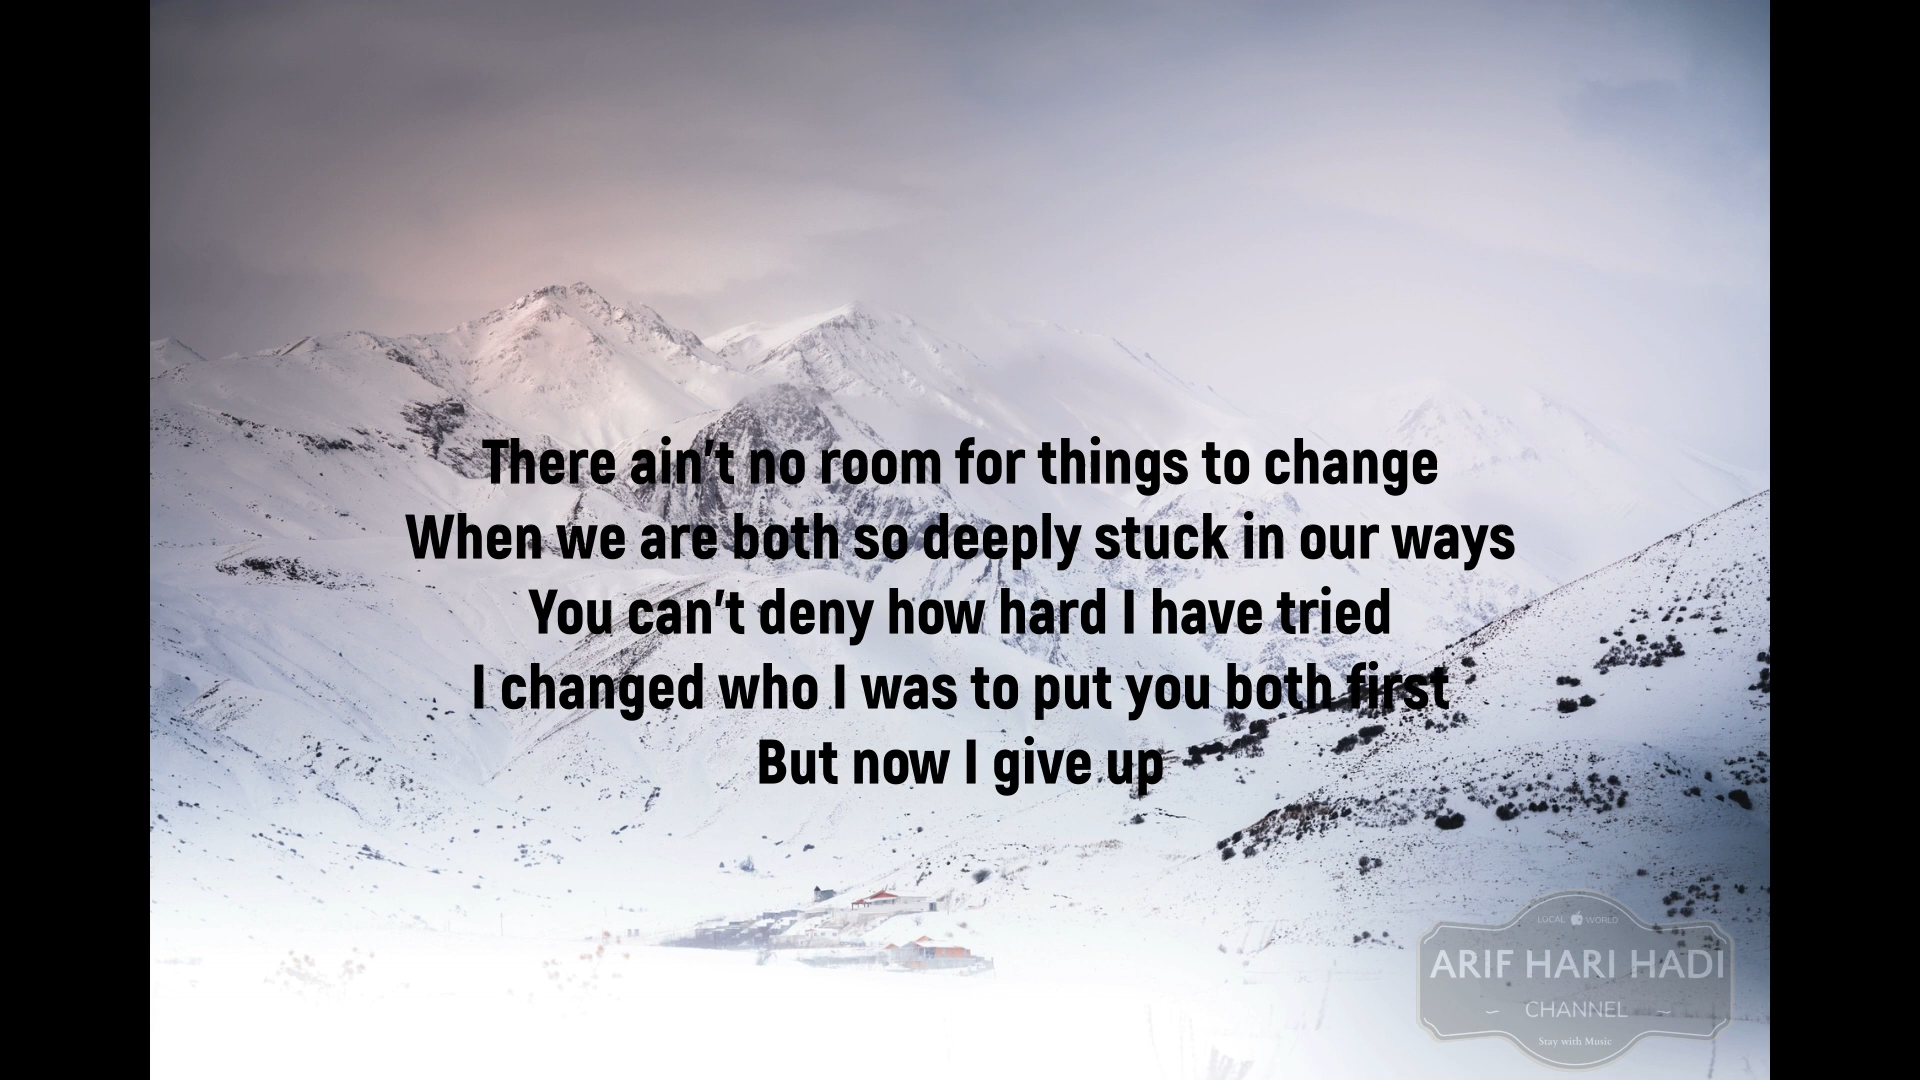 There ain't no room for things to change
When we are both so deeply stuck in our ways
You can't deny how hard I have tried
I changed who I was to put you both first
But now I give up
LOCAL WORLD
ARIF HARI HADI
~ CHANNEL ~
Stay with Music